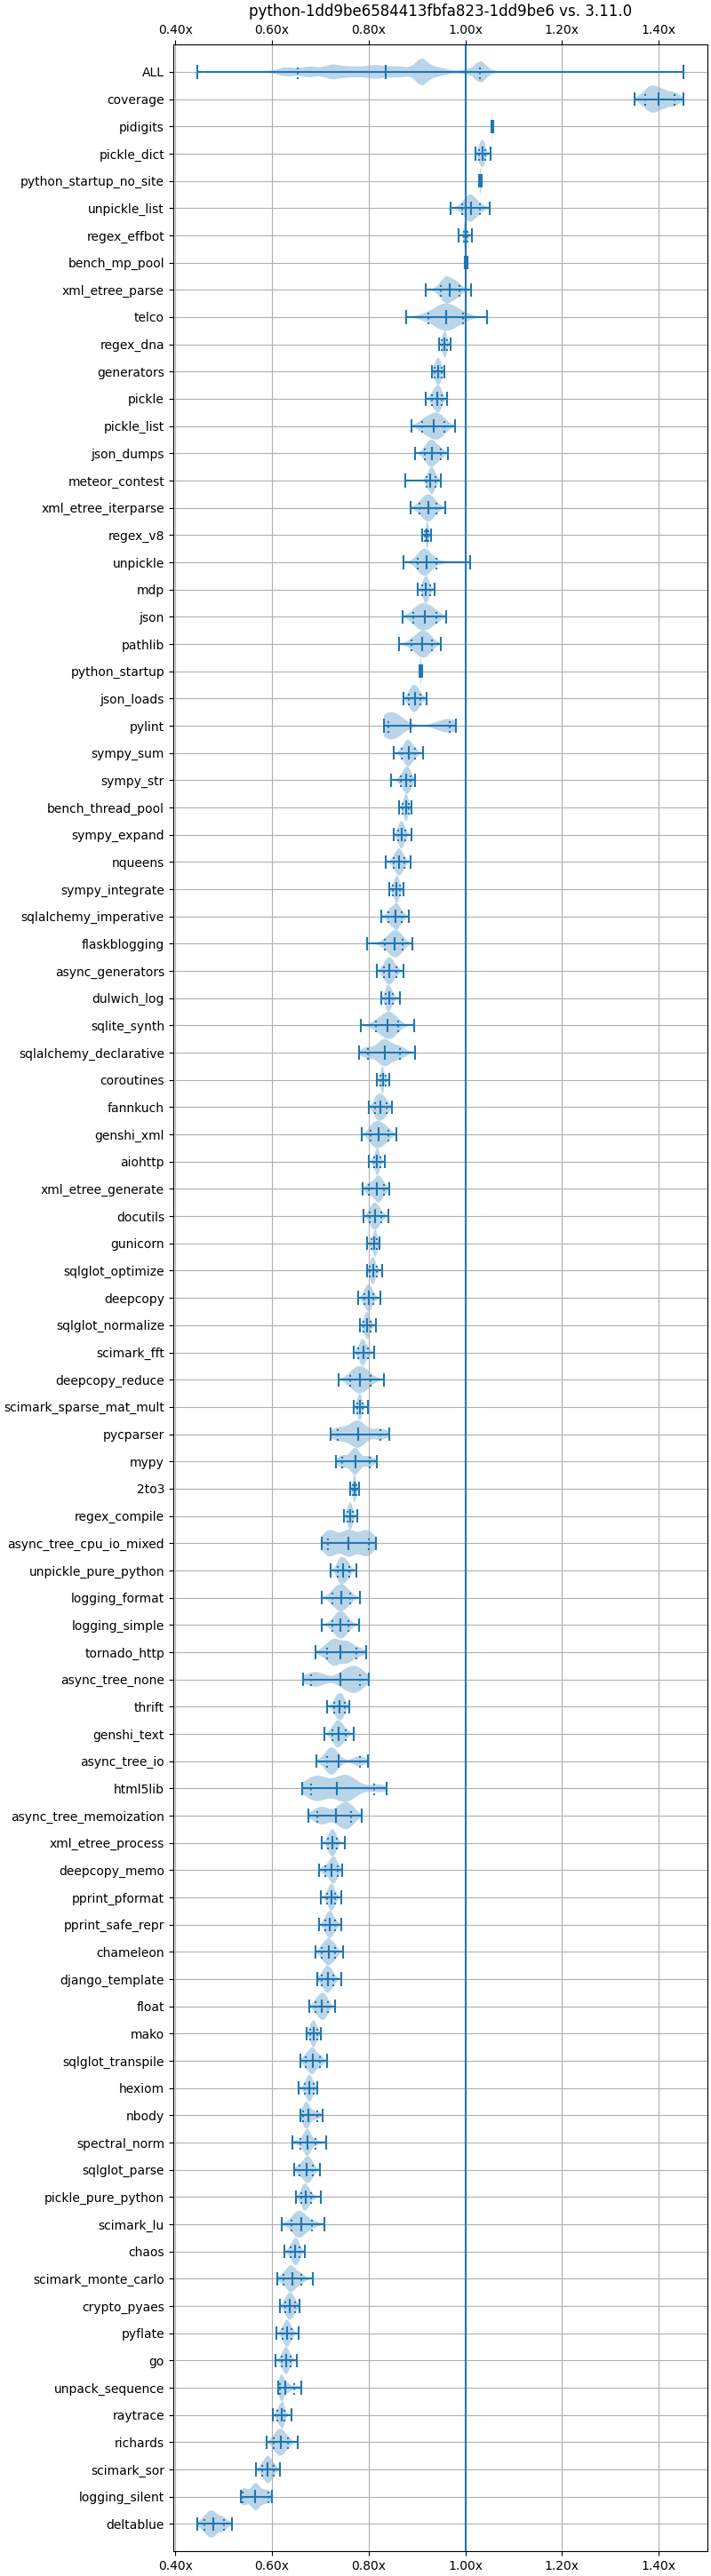 python-1dd9be6584413fbfa823-1dd9be6 vs. 3.11.0
0.40x 0.60x 0.80x 1.00x 1.20x 1.40x
ALL
coverage
pidigits
pickle_dict
python_startup_no_site
unpickle_list
regex_effbot
bench_mp_pool
xml_etree_parse
telco
regex_dna
generators
pickle
pickle_list
json_dumps
meteor_contest
xml_etree_iterparse
regex_v8
unpickle
mdp
json
pathlib
python_startup
json_loads
pylint
sympy_sum
sympy_str
bench_thread_pool
sympy_expand
nqueens
sympy_integrate
sqlalchemy_imperative
flaskblogging
async_generators
dulwich_log
sqlite_synth
sqlalchemy_declarative
coroutines
fannkuch
genshi_xml
aiohttp
xml_etree_generate
docutils
gunicorn
sqlglot_optimize
deepcopy
sqlglot_normalize
scimark_fft
deepcopy_reduce
scimark_sparse_mat_mult
pycparser
mypy
2to3
regex_compile
async_tree_cpu_io_mixed
unpickle_pure_python
logging_format
logging_simple
tornado_http
async_tree_none
thrift
genshi_text
async_tree_io
html5lib
async_tree_memoization
xml_etree_process
deepcopy_memo
pprint_pformat
pprint_safe_repr
chameleon
django_template
float
mako
sqlglot_transpile
hexiom
nbody
spectral_norm
sqlglot_parse
pickle_pure_python
scimark_lu
chaos
scimark_monte_carlo
crypto_pyaes
pyflate
go
unpack_sequence
raytrace
richards
scimark_sor
logging_silent
deltablue
0.40x 0.60x 0.80x 1.00x 1.20x 1.40x